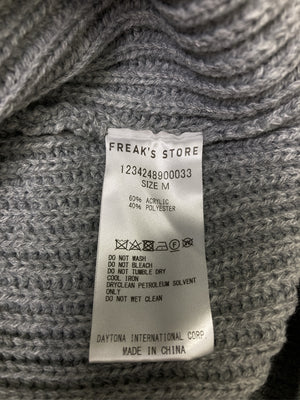 FREAK'S STORE
1234248900033
SIZE M
60% ACRYLIC
40% POLYESTER
DO NOT WASH
DO NOT BLEACH
DO NOT TUMBLE DRY
COOL IRON
DRYCLEAN PETROLEUM SOLVENT
ONLY
DO NOT WET CLEAN
DAYTONA INTERNATIONAL CORP.
MADE IN CHINA